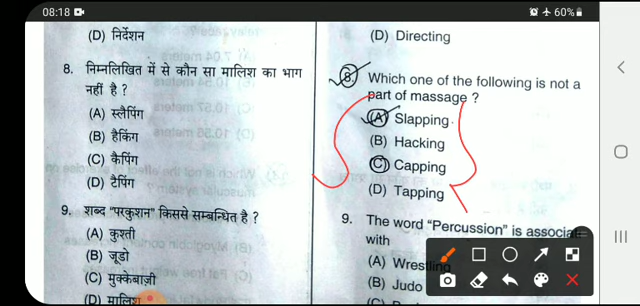 08:18
60%
(D) निर्देशन
8. निम्नलिखित में से कौन सा मालिश का भाग
नहीं है ?
(A) स्लैपिंग
(B) हैकिंग
(C) कैपिंग
(D) टैपिंग
9. शब्द "परकुशन" किससे सम्बन्धित है ?
(A) कुश्ती
(B) जूडो
(C) मुक्केबाज़ी
(D) मालिश
(D) Directing
8. Which one of the following is not a
part of massage ?
(A) Slapping
(B) Hacking
(C) Capping
(D) Tapping
9. The word "Percussion" is associate
with
(A) Wrestling
(B) Judo
(C)